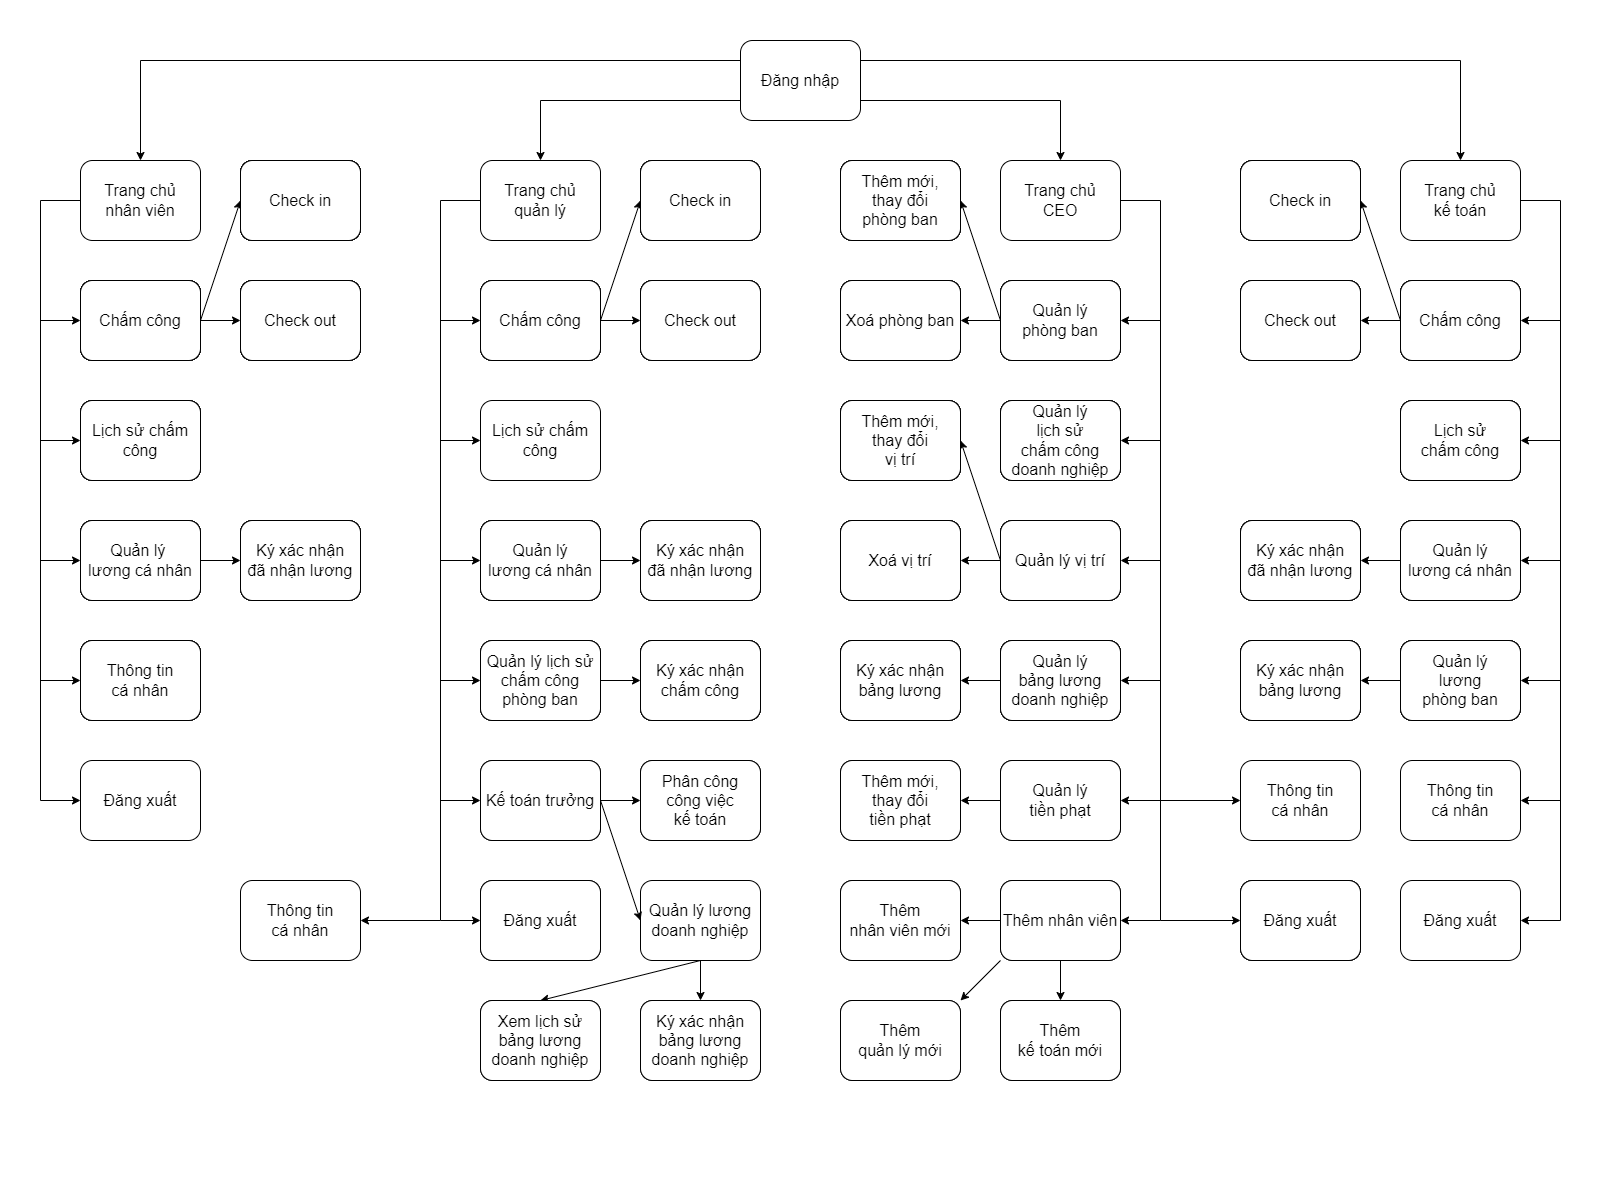 Đăng nhập
Trang chủ
nhân viên
Check in
Trang chủ
quản lý
Check in
Thêm mới,
thay đổi
phòng ban
Trang chủ
CEO
Check in
Trang chủ
kế toán
Chấm công
Check out
Chấm công
Check out
Xoá phòng ban
Quản lý
phòng ban
Check out
Chấm công
Lịch sử chấm
công
Lịch sử chấm
công
Thêm mới,
thay đổi
vị trí
Quản lý
lịch sử
chấm công
doanh nghiệp
Lịch sử
chấm công
Quản lý
lương cá nhân
Ký xác nhận
đã nhận lương
Quản lý
lương cá nhân
Ký xác nhận
đã nhận lương
Xoá vị trí
Quản lý vị trí
Ký xác nhận
đã nhận lương
Quản lý
lương cá nhân
Thông tin
cá nhân
Quản lý lịch sử
chấm công
phòng ban
Ký xác nhận
chấm công
Ký xác nhận
bảng lương
Quản lý
bảng lương
doanh nghiệp
Ký xác nhận
bảng lương
Quản lý
lương
phòng ban
Đăng xuất
Kế toán trưởng
Phân công
công việc
kế toán
Thêm mới,
thay đổi
tiền phạt
Quản lý
tiền phạt
Thông tin
cá nhân
Thông tin
cá nhân
Thông tin
cá nhân
Đăng xuất
Quản lý lương
doanh nghiệp
Thêm
nhân viên mới
Thêm nhân viên
Đăng xuất
Đăng xuất
Xem lịch sử
bảng lương
doanh nghiệp
Ký xác nhận
bảng lương
doanh nghiệp
Thêm
quản lý mới
Thêm
kế toán mới